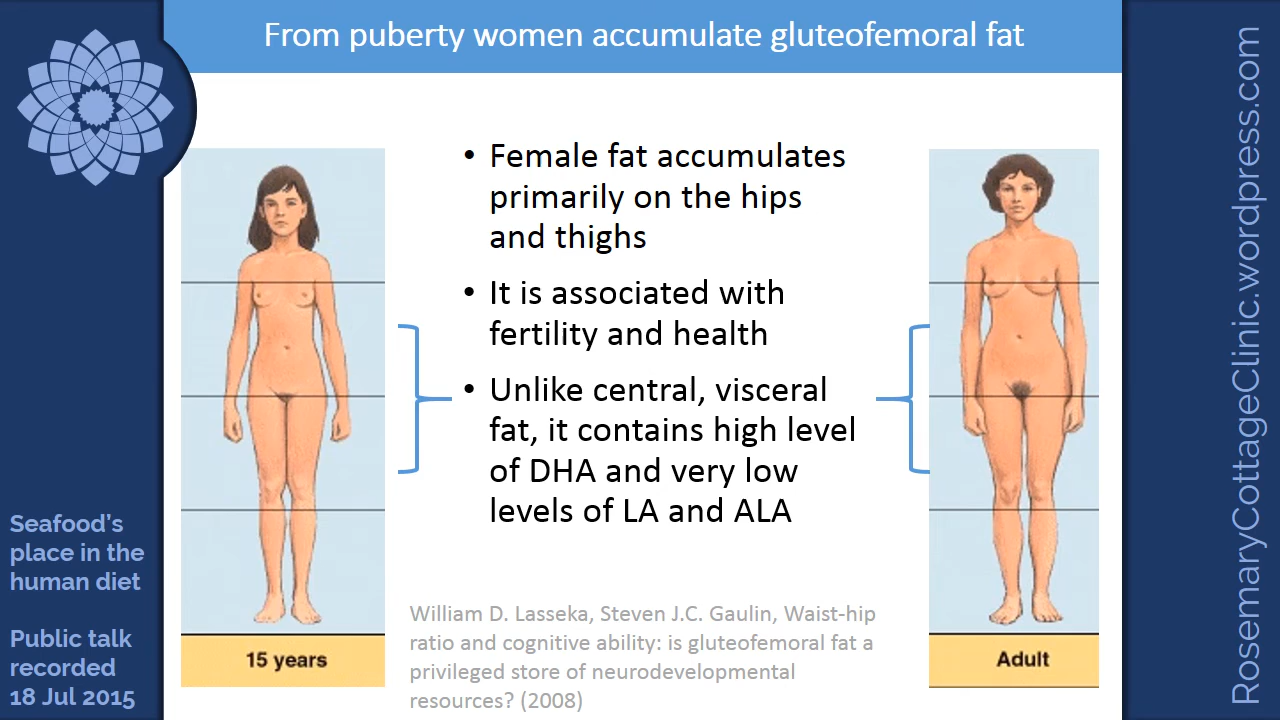 From puberty women accumulate gluteofemoral fat
• Female fat accumulates
primarily on the hips
and thighs
• It is associated with
fertility and health
• Unlike central, visceral
fat, it contains high level
of DHA and very low
levels of LA and ALA
William D. Lasseka, Steven J.C. Gaulin, Waist-hip
ratio and cognitive ability: is gluteofemoral fat a
privileged store of neurodevelopmental
resources? (2008)
15 years
Adult
Seafood's
place in the
human diet
Public talk
recorded
18 Jul 2015
RosemaryCottageClinic.wordpress.com